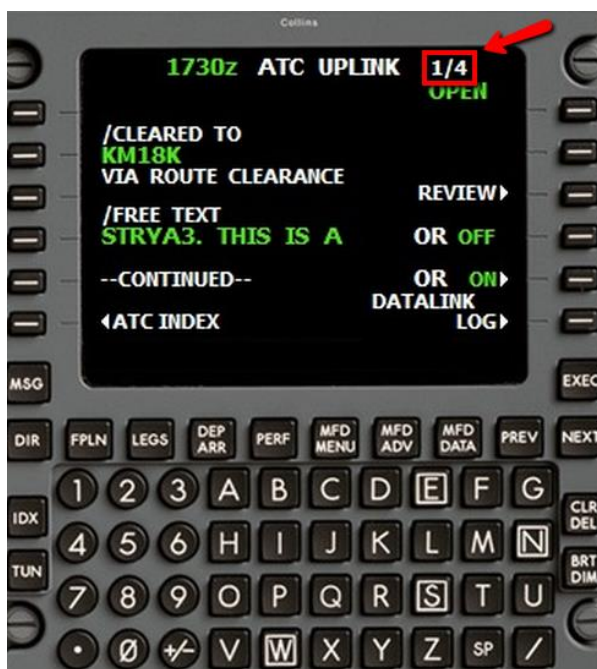 Collins
1730z ATC UPLINK 1/4
OPEN
/CLEARED TO
KM18K
VIA ROUTE CLEARANCE
REVIEW
/FREE TEXT
STRYA3. THIS IS A OR OFF
--CONTINUED-- OR ON
DATALINK
ATC INDEX LOG
MSG EXEC
DIR FPLN LEGS DEP ARR PERF MFD MENU MFD ADV MFD DATA PREV NEXT
1 2 3 A B C D E F G
CLR DEL
IDX
4 5 6 H I J K L M N
BRT DIM
TUN
7 8 9 O P Q R S T U
. Ø +/- V W X Y Z SP /